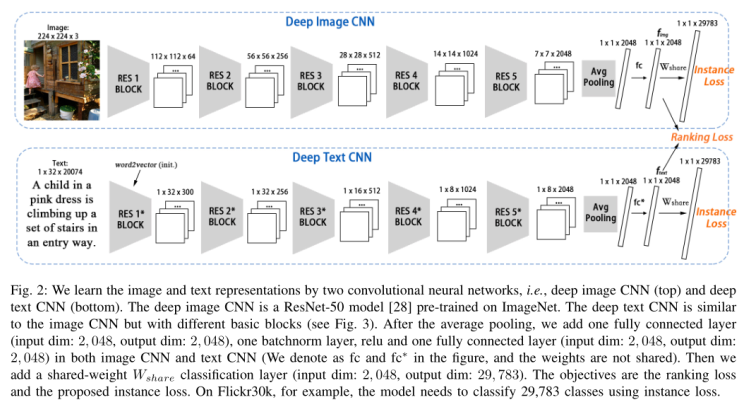 Deep Image CNN
Image:
224 x 224 x 3
RES 1
BLOCK
112 x 112 x 64
...
RES 2
BLOCK
56 x 56 x 256
...
RES 3
BLOCK
28 x 28 x 512
...
RES 4
BLOCK
14 x 14 x 1024
...
RES 5
BLOCK
7 x 7 x 2048
...
Avg
Pooling
1 x 1 x 2048
fc
f_img
1 x 1 x 2048
W_share
1 x 1 x 29783
Instance
Loss
Ranking
Loss
Deep Text CNN
Text:
1 x 32 x 20074
A child in a
pink dress is
climbing up a
set of stairs in
an entry way.
word2vector (init.)
RES 1*
BLOCK
1 x 32 x 300
...
RES 2*
BLOCK
1 x 32 x 256
...
RES 3*
BLOCK
1 x 16 x 512
...
RES 4*
BLOCK
1 x 8 x 1024
...
RES 5*
BLOCK
1 x 8 x 2048
...
Avg
Pooling
1 x 1 x 2048
fc*
f_text
1 x 1 x 2048
W_share
1 x 1 x 29783
Instance
Loss
Fig. 2: We learn the image and text representations by two convolutional neural networks, i.e., deep image CNN (top) and deep
text CNN (bottom). The deep image CNN is a ResNet-50 model [28] pre-trained on ImageNet. The deep text CNN is similar
to the image CNN but with different basic blocks (see Fig. 3). After the average pooling, we add one fully connected layer
(input dim: 2,048, output dim: 2,048), one batchnorm layer, relu and one fully connected layer (input dim: 2,048, output dim:
2,048) in both image CNN and text CNN (We denote as fc and fc* in the figure, and the weights are not shared). Then we
add a shared-weight W_share classification layer (input dim: 2,048, output dim: 29,783). The objectives are the ranking loss
and the proposed instance loss. On Flickr30k, for example, the model needs to classify 29,783 classes using instance loss.